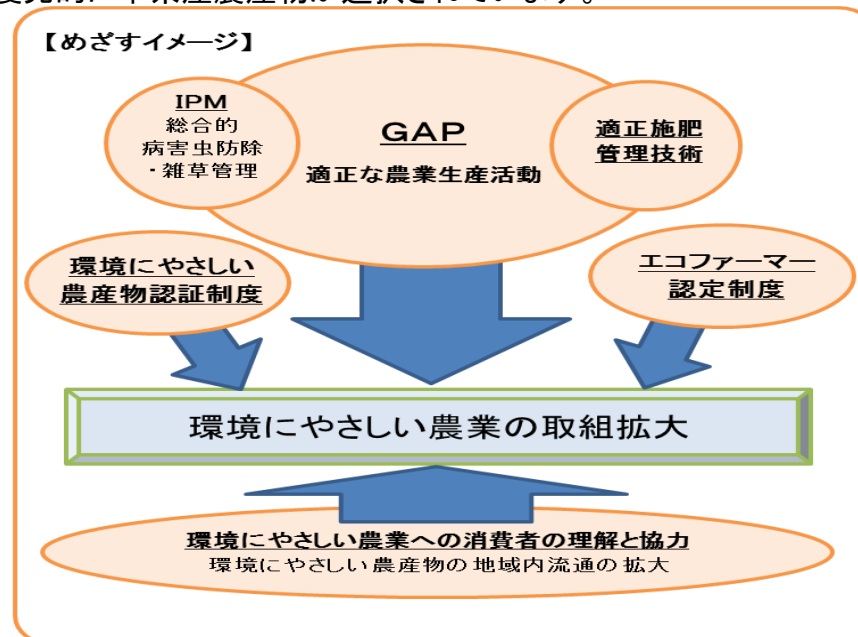 【めざすイメージ】
IPM
総合的
病害虫防除
・雑草管理
GAP
適正な農業生産活動
適正施肥
管理技術
環境にやさしい
農産物認証制度
エコファーマー
認定制度
環境にやさしい農業の取組拡大
環境にやさしい農業への消費者の理解と協力
環境にやさしい農産物の地域内流通の拡大